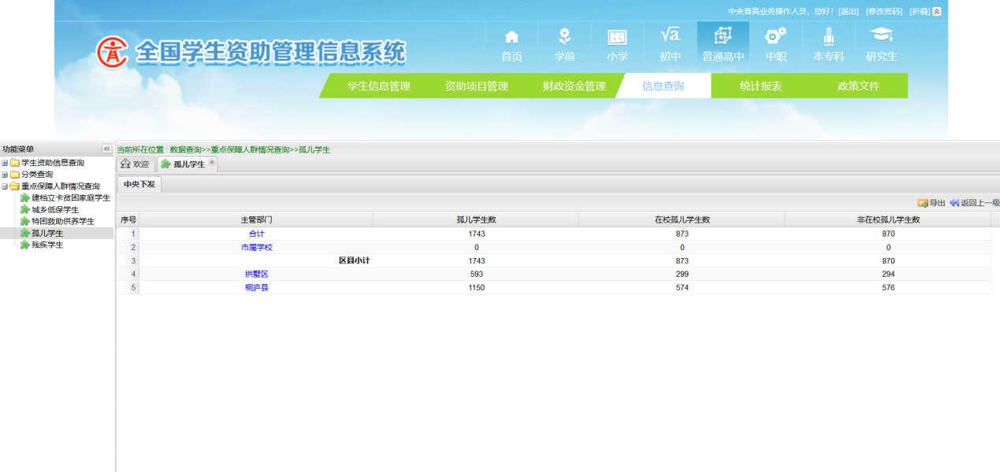 中央普高业务操作人员，您好！ [退出] [修改密码] [折叠]
全国学生资助管理信息系统
首页 学前 小学 初中 普通高中 中职 本专科 研究生
学生信息管理 资助项目管理 财政资金管理 信息查询 统计报表 政策文件
功能菜单
学生资助信息查询
分类查询
重点保障人群情况查询
建档立卡贫困家庭学生
城乡低保学生
特困救助供养学生
孤儿学生
残疾学生
当前所在位置 : 数据查询>>重点保障人群情况查询>>孤儿学生
欢迎 孤儿学生
中央下发
导出 返回上一级
序号 主管部门 孤儿学生数 在校孤儿学生数 非在校孤儿学生数
1 合计 1743 873 870
2 市属学校 0 0 0
3 区县小计 1743 873 870
4 拱墅区 593 299 294
5 桐庐县 1150 574 576